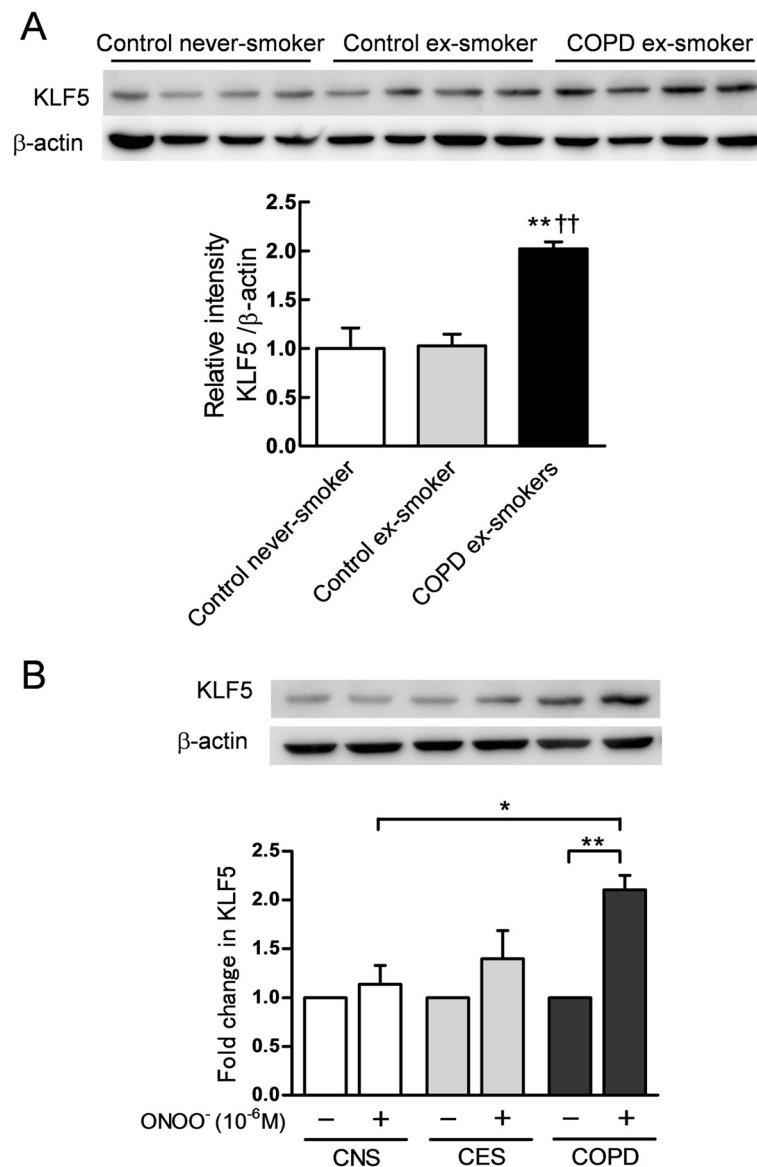 A
Control never-smoker Control ex-smoker COPD ex-smoker
KLF5
β-actin
Relative intensity
KLF5 /β-actin
2.5
2.0
1.5
1.0
0.5
0.0
**††
Control never-smoker
Control ex-smoker
COPD ex-smokers
B
KLF5
β-actin
Fold change in KLF5
2.5
2.0
1.5
1.0
0.5
0.0
*
**
ONOO⁻ (10⁻⁶M) − + − + − +
CNS CES COPD